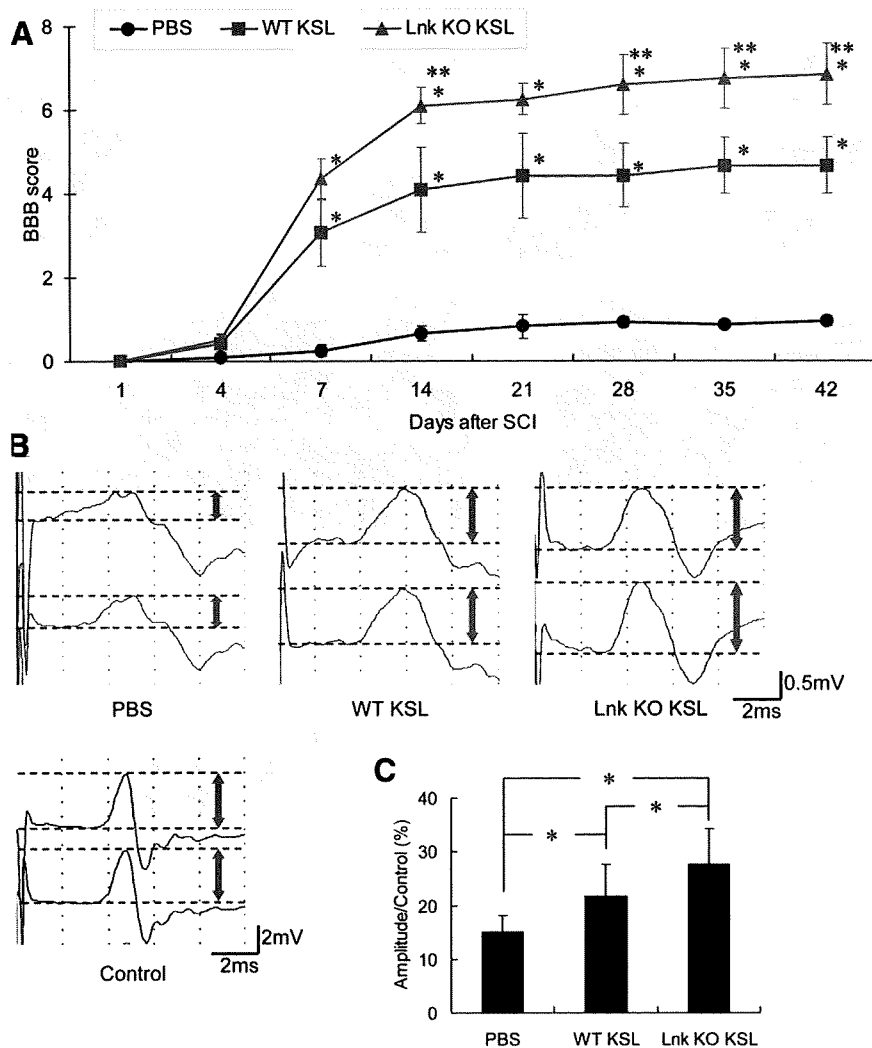 A
PBS WT KSL Lnk KO KSL
8
6
4
2
0
BBB score
*
*
**
*
*
*
*
**
*
*
**
*
*
**
*
*
1 4 7 14 21 28 35 42
Days after SCI
B
PBS
WT KSL
Lnk KO KSL
0.5mV
2ms
Control
2mV
2ms
C
*
*
*
40
30
20
10
0
Amplitude/Control (%)
PBS WT KSL Lnk KO KSL